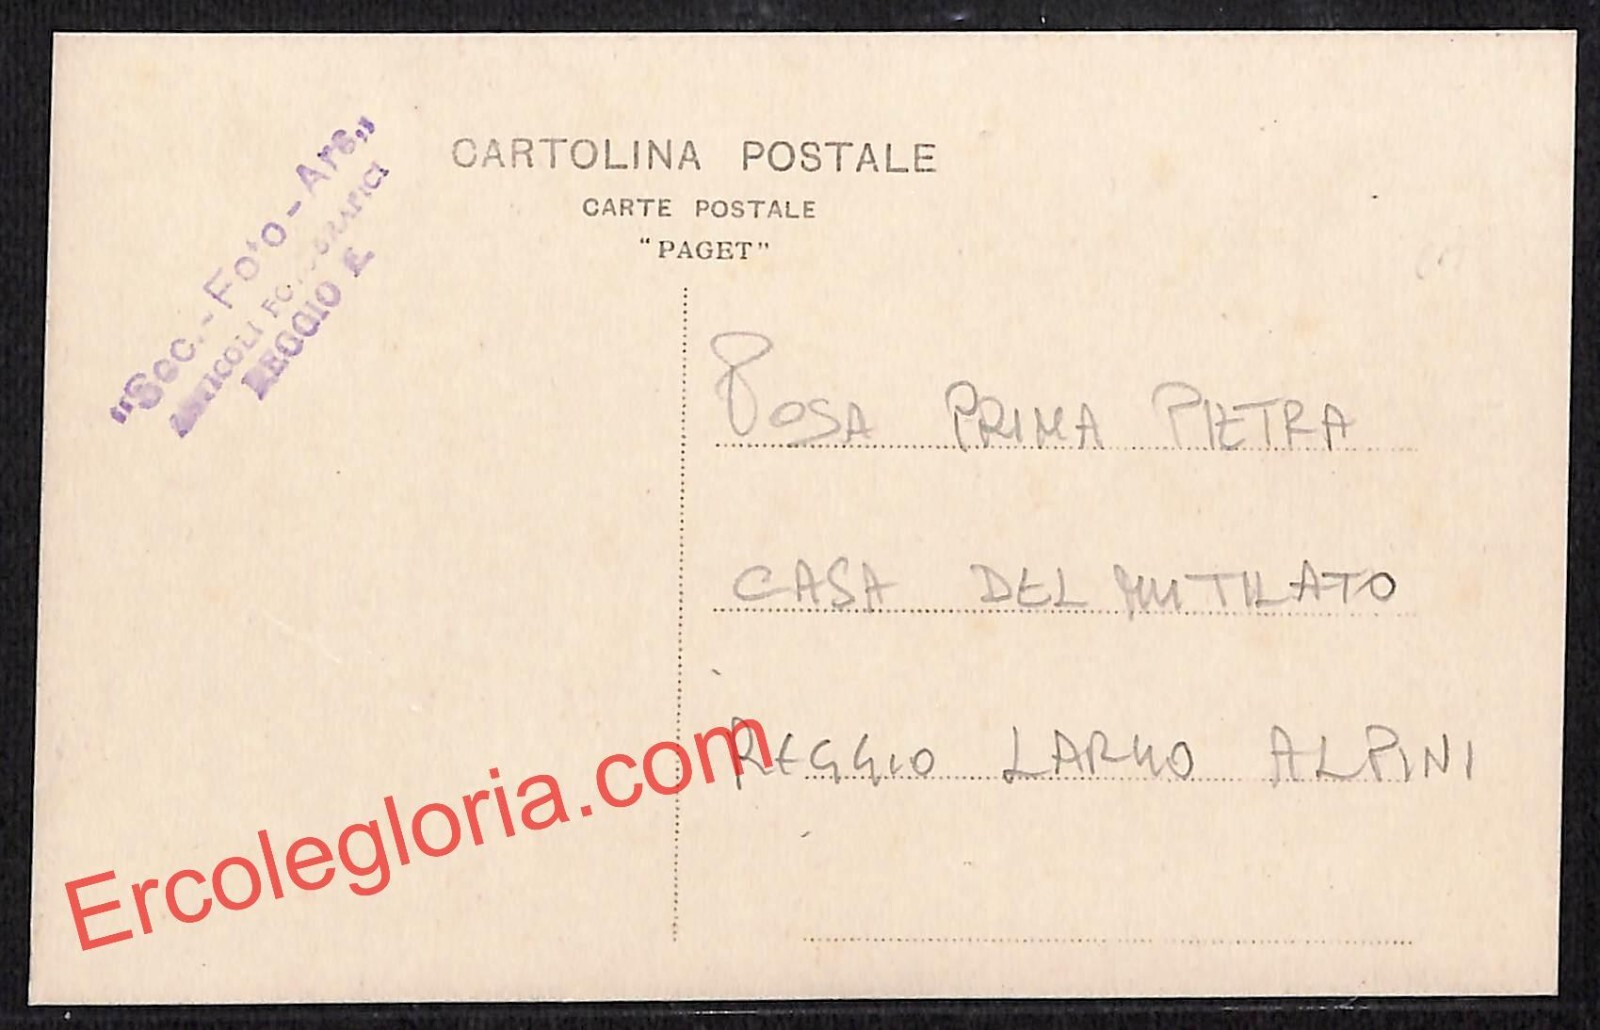 "Soc.-Foto-Ars„
ARTICOLI FOTOGRAFICI
REGGIO E.
CARTOLINA POSTALE
CARTE POSTALE
"PAGET"
POSA PRIMA PIETRA
CASA DEL MUTILATO
REGGIO LARGO ALPINI
Ercolegloria.com